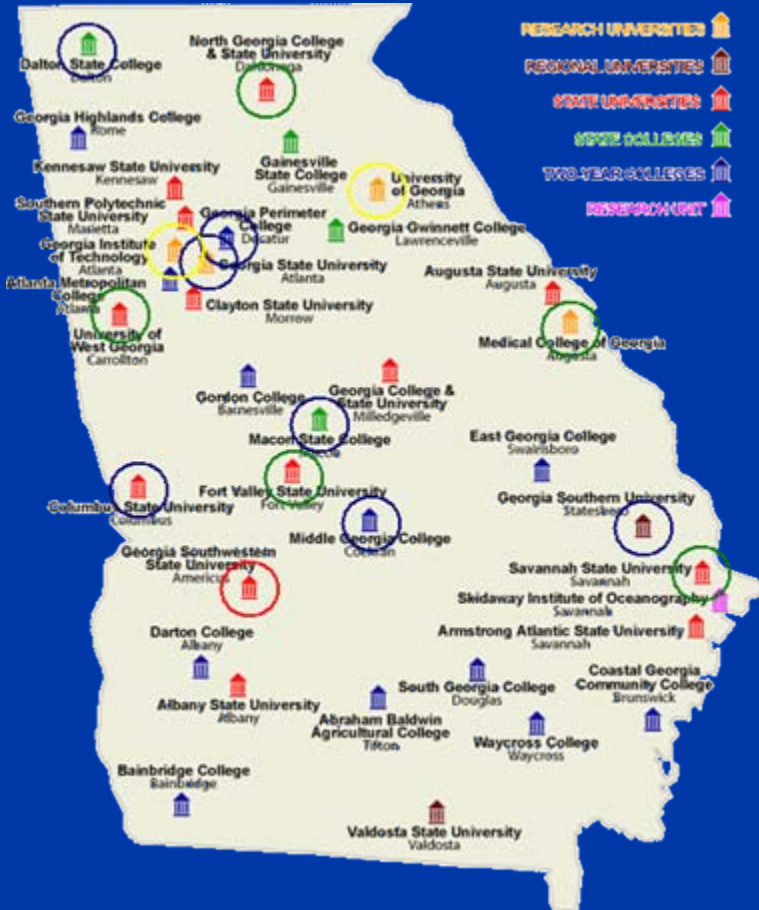 RESEARCH UNIVERSITIES
REGIONAL UNIVERSITIES
STATE UNIVERSITIES
STATE COLLEGES
TWO-YEAR COLLEGES
RESEARCH UNIT
Dalton State College
Dalton
North Georgia College
& State University
Dahlonega
Georgia Highlands College
Rome
Gainesville
State College
Gainesville
Kennesaw State University
Kennesaw
University
of Georgia
Athens
Southern Polytechnic
State University
Marietta
Georgia Perimeter
College
Decatur
Georgia Gwinnett College
Lawrenceville
Georgia Institute
of Technology
Atlanta
Georgia State University
Atlanta
Atlanta Metropolitan
College
Atlanta
Clayton State University
Morrow
Augusta State University
Augusta
University of
West Georgia
Carrollton
Medical College of Georgia
Augusta
Gordon College
Barnesville
Georgia College &
State University
Milledgeville
Macon State College
Macon
East Georgia College
Swainsboro
Columbus State University
Columbus
Fort Valley State University
Fort Valley
Georgia Southern University
Statesboro
Middle Georgia College
Cochran
Georgia Southwestern
State University
Americus
Savannah State University
Savannah
Skidaway Institute of Oceanography
Savannah
Armstrong Atlantic State University
Savannah
Darton College
Albany
Albany State University
Albany
South Georgia College
Douglas
Coastal Georgia
Community College
Brunswick
Abraham Baldwin
Agricultural College
Tifton
Waycross College
Waycross
Bainbridge College
Bainbridge
Valdosta State University
Valdosta